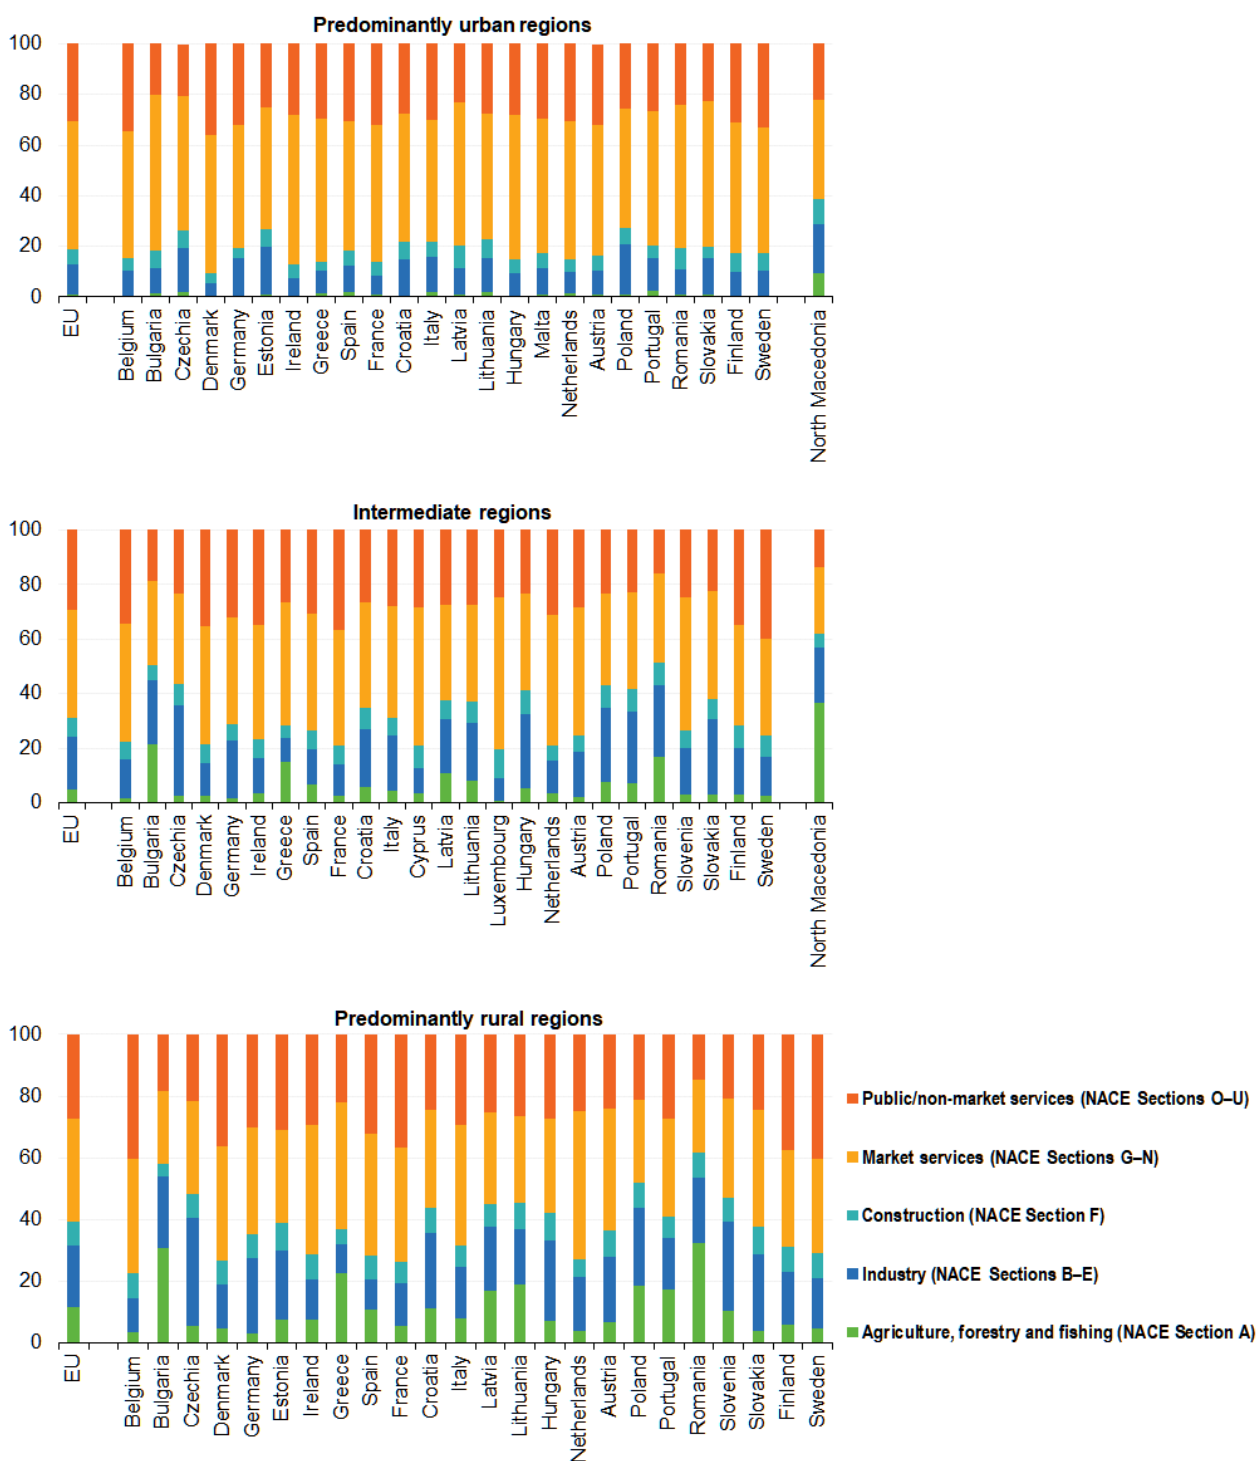 Predominantly urban regions
100
80
60
40
20
0
EU
Belgium
Bulgaria
Czechia
Denmark
Germany
Estonia
Ireland
Greece
Spain
France
Croatia
Italy
Latvia
Lithuania
Hungary
Malta
Netherlands
Austria
Poland
Portugal
Romania
Slovakia
Finland
Sweden
North Macedonia
Intermediate regions
100
80
60
40
20
0
EU
Belgium
Bulgaria
Czechia
Denmark
Germany
Ireland
Greece
Spain
France
Croatia
Italy
Cyprus
Latvia
Lithuania
Luxembourg
Hungary
Netherlands
Austria
Poland
Portugal
Romania
Slovenia
Slovakia
Finland
Sweden
North Macedonia
Predominantly rural regions
100
80
60
40
20
0
EU
Belgium
Bulgaria
Czechia
Denmark
Germany
Estonia
Ireland
Greece
Spain
France
Croatia
Italy
Latvia
Lithuania
Hungary
Netherlands
Austria
Poland
Portugal
Romania
Slovenia
Slovakia
Finland
Sweden
Public/non-market services (NACE Sections O–U)
Market services (NACE Sections G–N)
Construction (NACE Section F)
Industry (NACE Sections B–E)
Agriculture, forestry and fishing (NACE Section A)